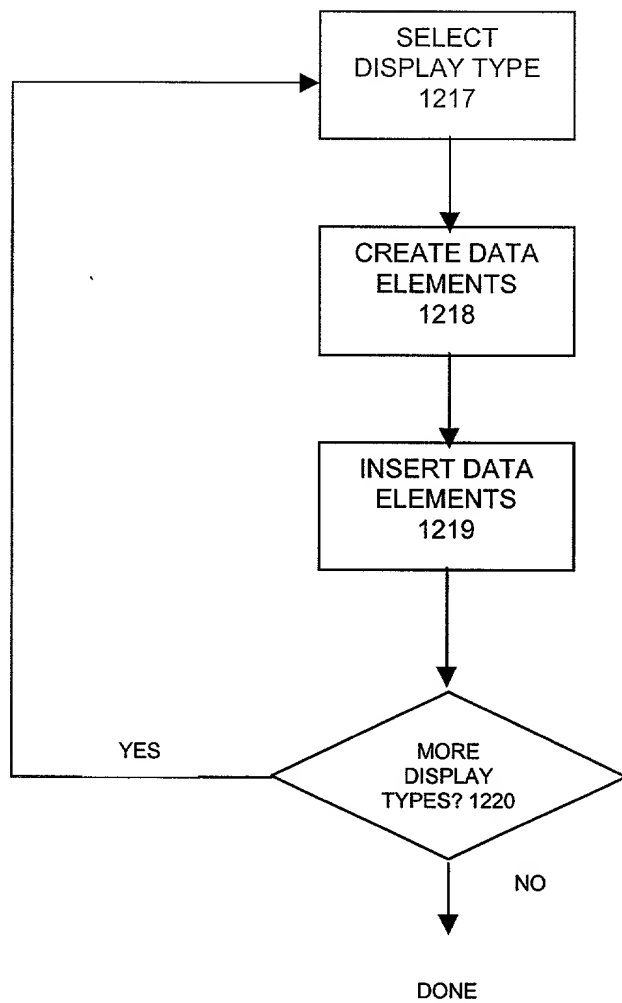 SELECT
DISPLAY TYPE
1217
CREATE DATA
ELEMENTS
1218
INSERT DATA
ELEMENTS
1219
YES
MORE
DISPLAY
TYPES? 1220
NO
DONE